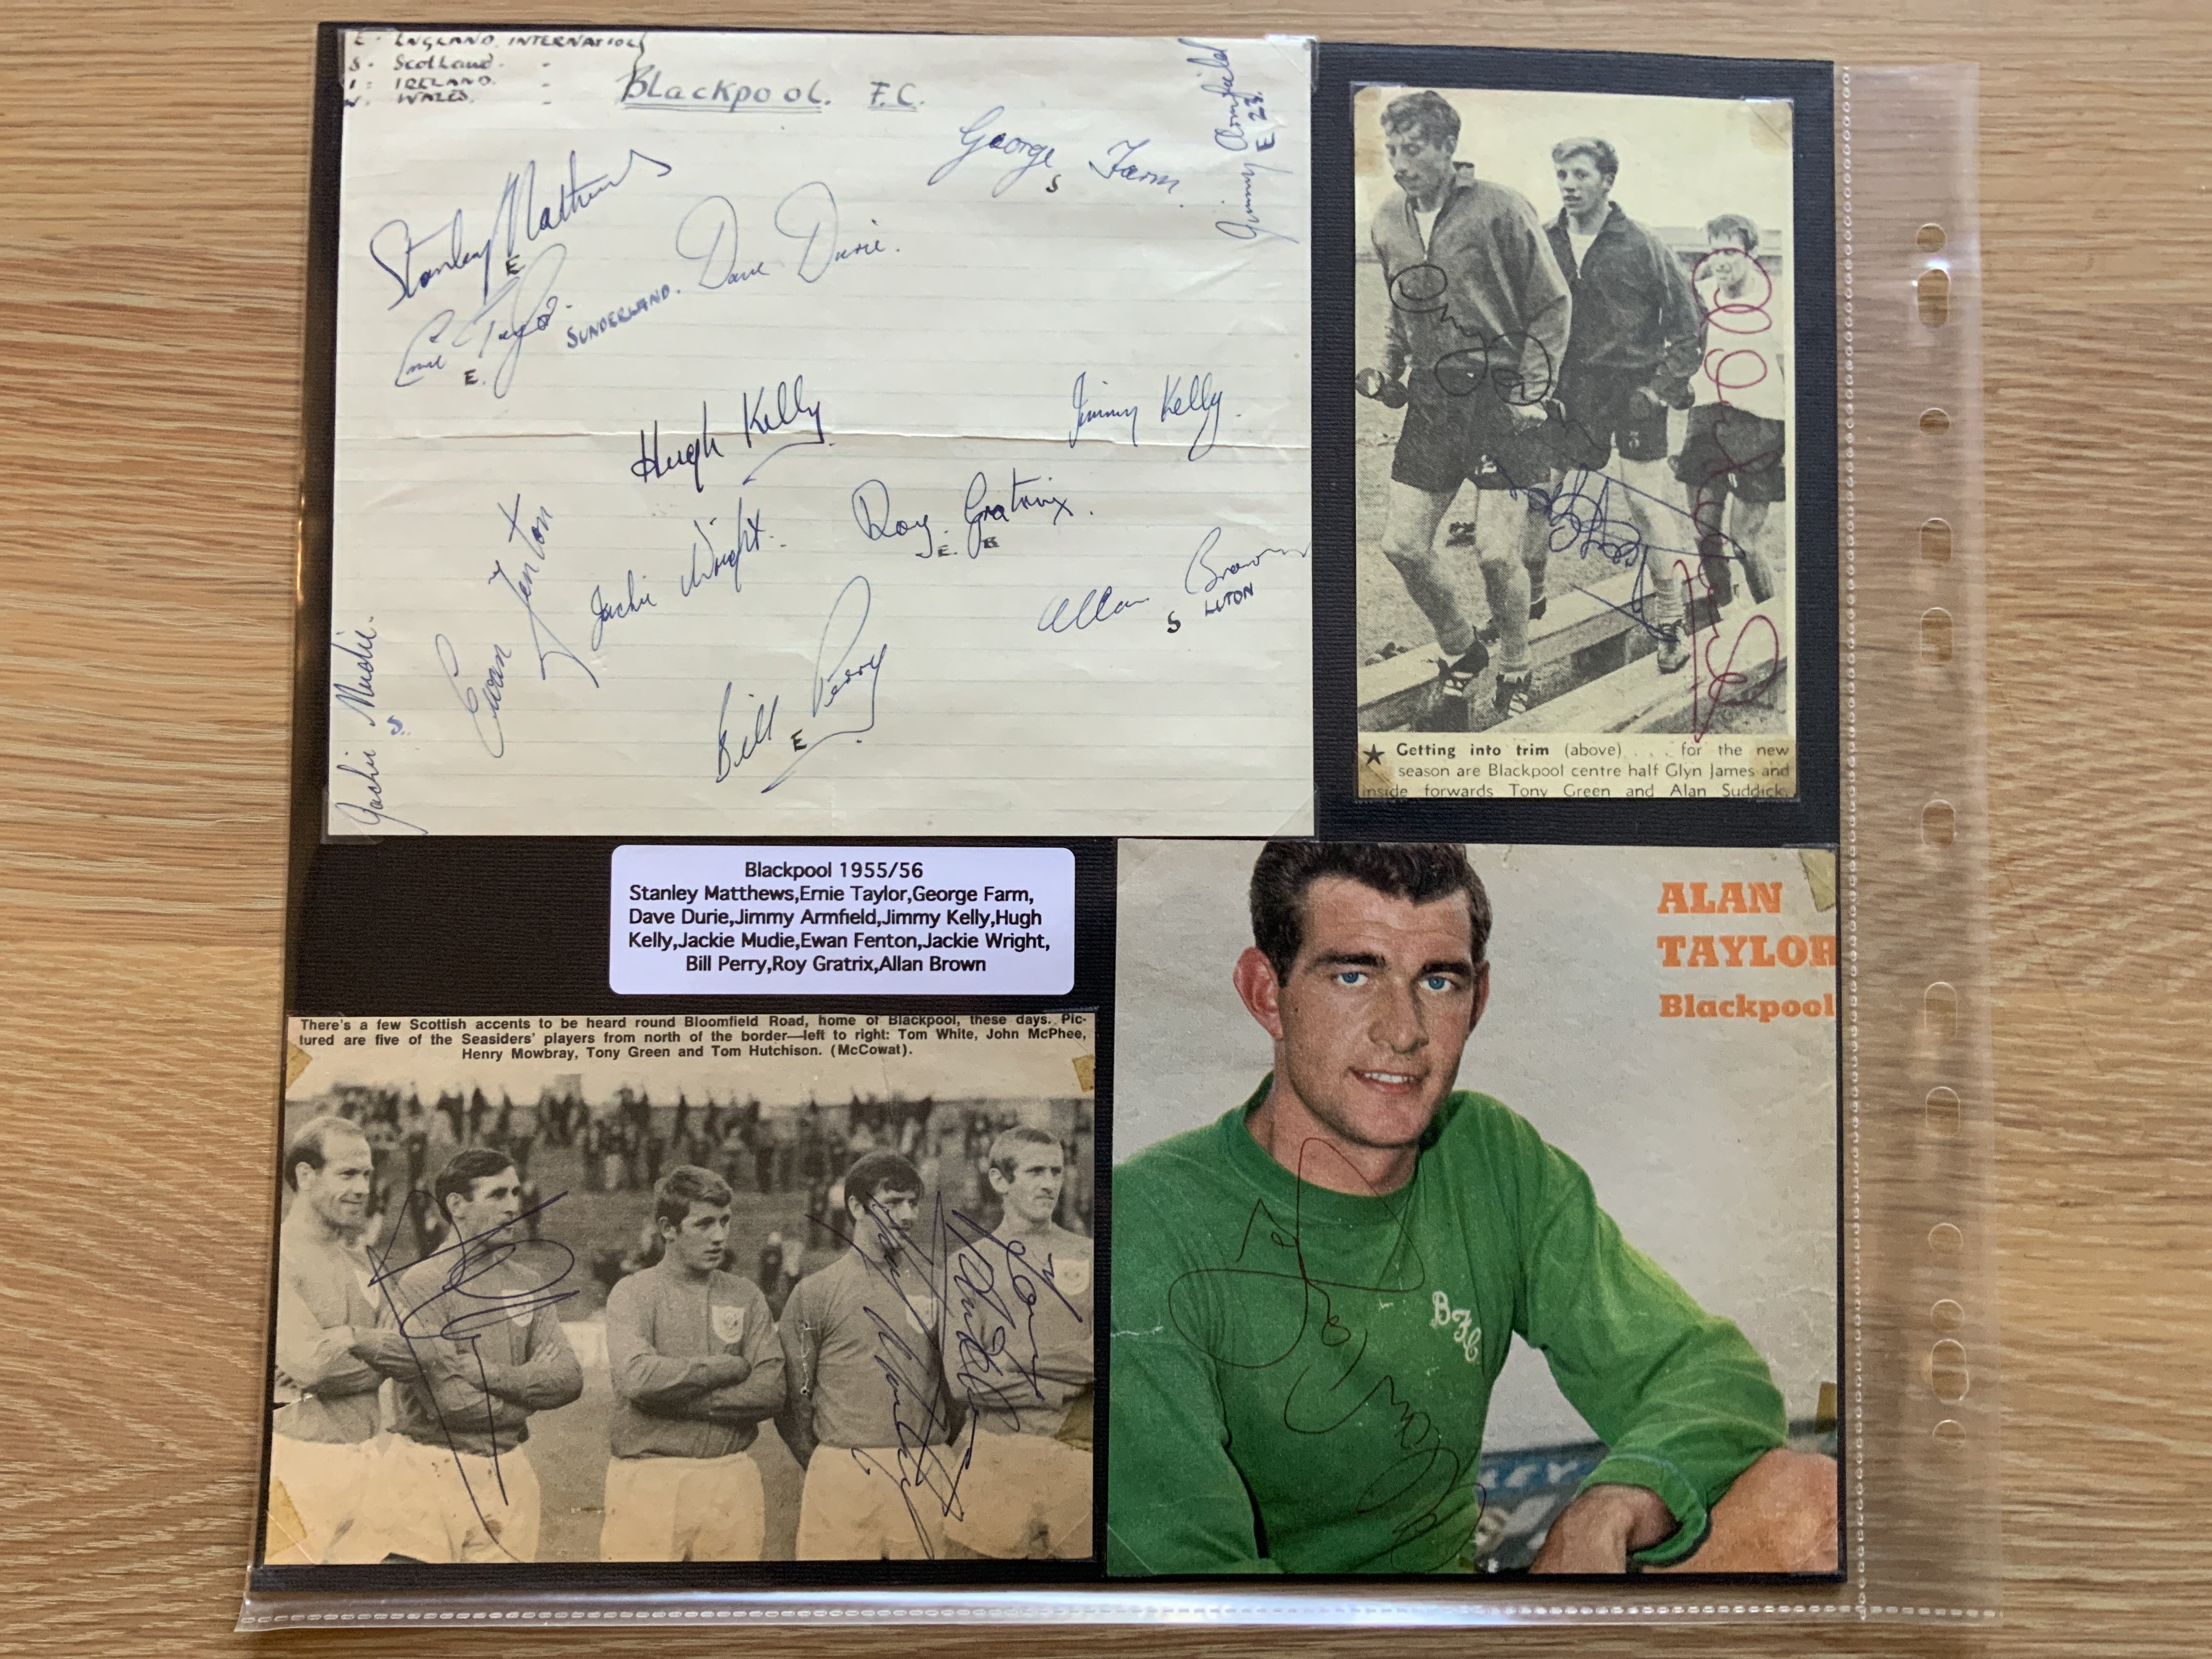 E - ENGLAND INTERNATIO
S - Scotland. -
I : IRELAND. -
W. WALES. -
Blackpool. F.C.
Stanley Matthews
E
Ernie Taylor.
E.
SUNDERLAND.
Dave Durie.
George Farm.
S
Jimmy Armfield
E 23.
Hugh Kelly
Jimmy Kelly.
Ewan Fenton
Jackie Wright.
Roy. Gratrix.
E. E
Allan Brown
S LUTON
Jackie Mudie.
S.
Bill Perry
E
★ Getting into trim (above) . . . for the new
season are Blackpool centre half Glyn James and
inside forwards Tony Green and Alan Suddick.
Blackpool 1955/56
Stanley Matthews,Ernie Taylor,George Farm,
Dave Durie,Jimmy Armfield,Jimmy Kelly,Hugh
Kelly,Jackie Mudie,Ewan Fenton,Jackie Wright,
Bill Perry,Roy Gratrix,Allan Brown
There's a few Scottish accents to be heard round Bloomfield Road, home of Blackpool, these days. Pic-
tured are five of the Seasiders' players from north of the border—left to right: Tom White, John McPhee,
Henry Mowbray, Tony Green and Tom Hutchison. (McCowat).
ALAN
TAYLOR
Blackpool
BFC